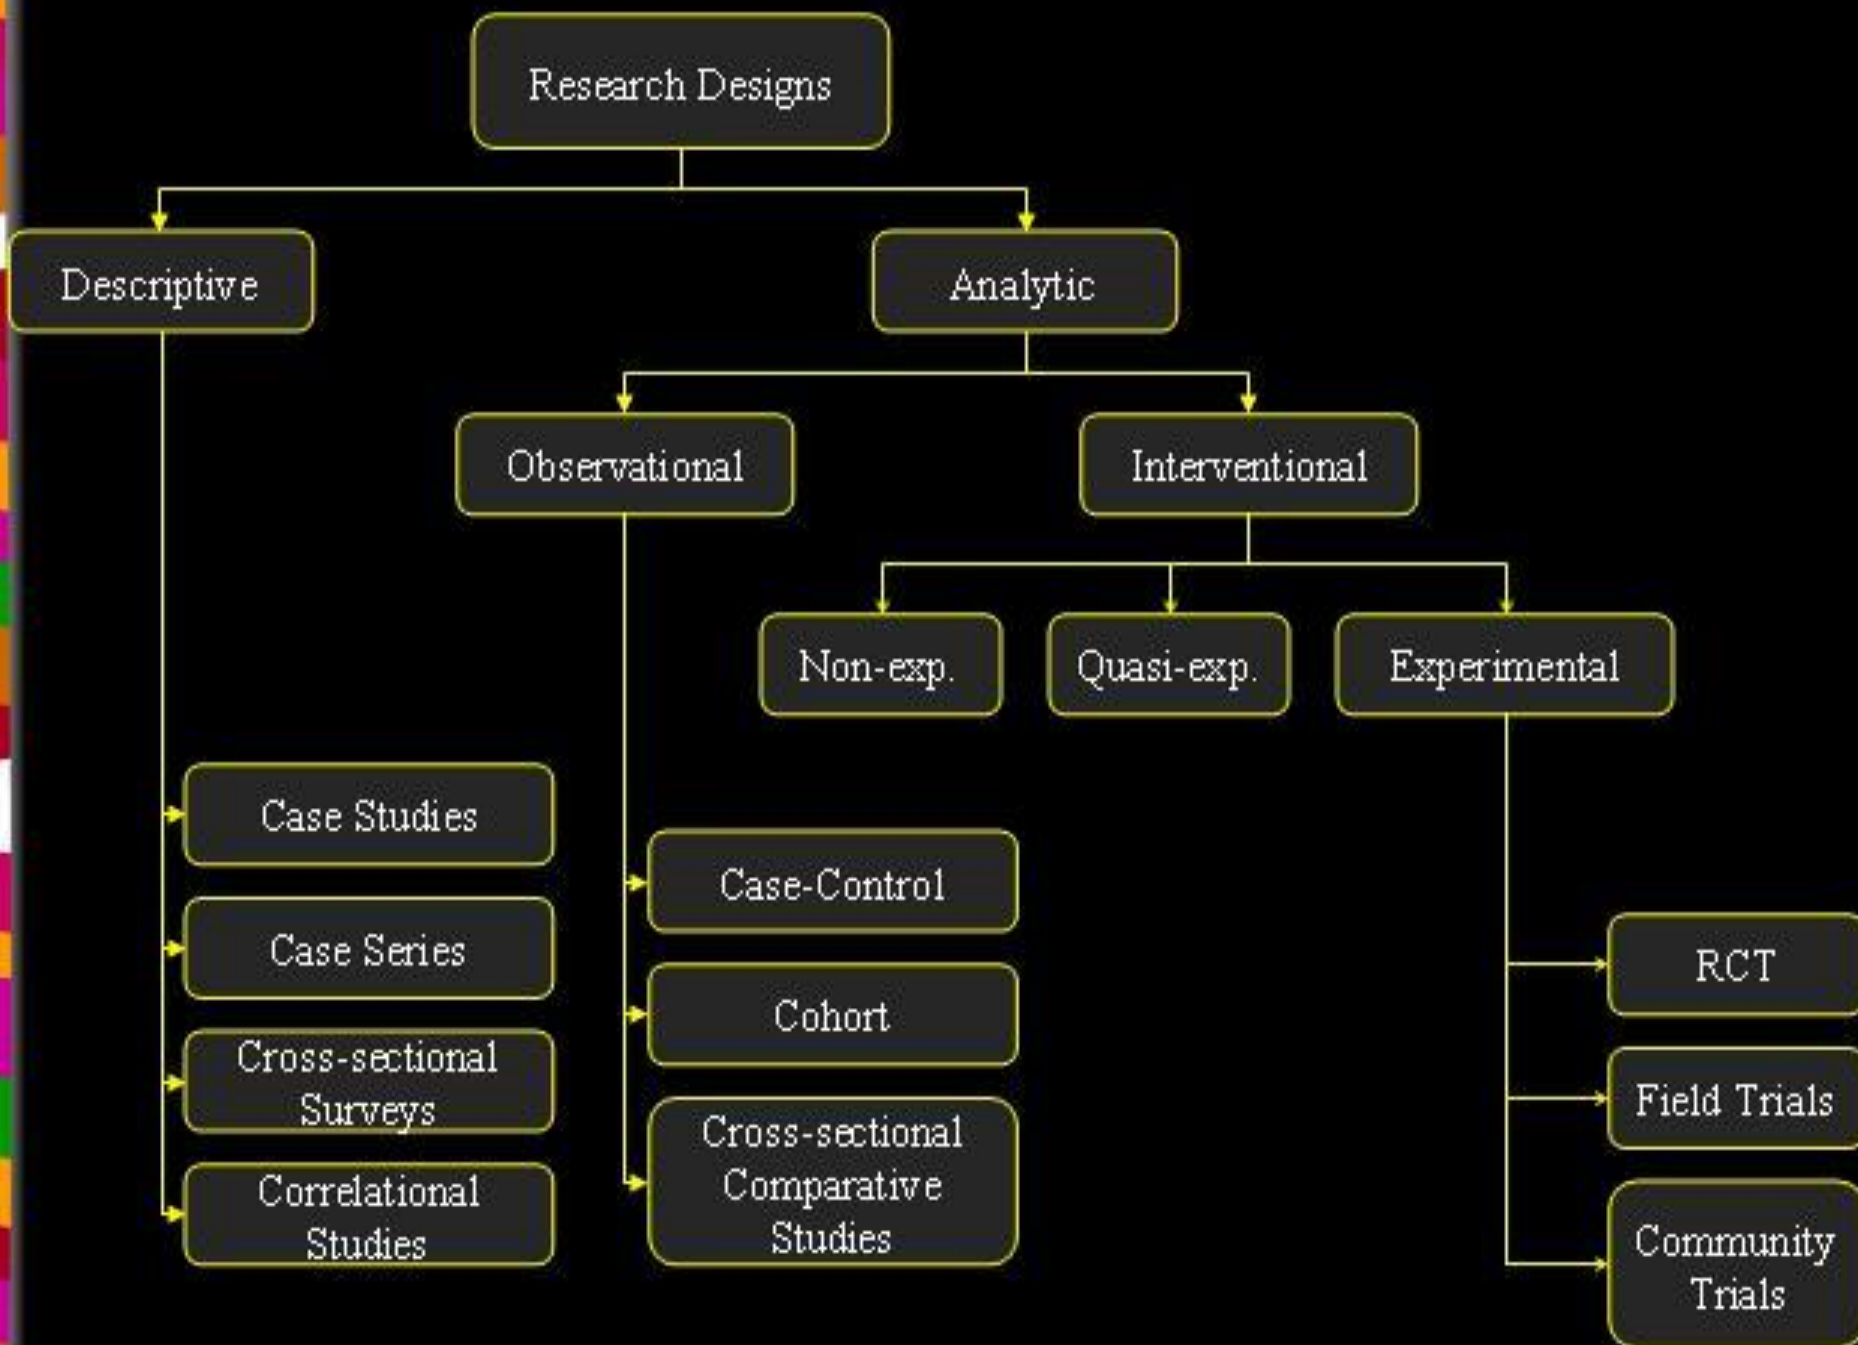 Research Designs
Descriptive
Analytic
Observational
Interventional
Non-exp.
Quasi-exp.
Experimental
Case Studies
Case Series
Cross-sectional
Surveys
Correlational
Studies
Case-Control
Cohort
Cross-sectional
Comparative
Studies
RCT
Field Trials
Community
Trials